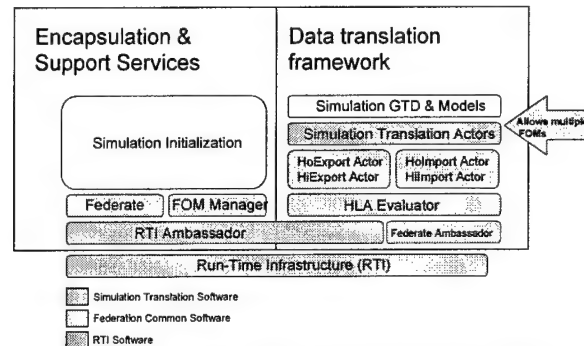 Encapsulation &
Support Services
Data translation
framework
Simulation Initialization
Simulation GTD & Models
Simulation Translation Actors
Allows multiple
FOMs
HoExport Actor
HiExport Actor
HoImport Actor
HiImport Actor
Federate
FOM Manager
HLA Evaluator
RTI Ambassador
Federate Ambassador
Run-Time Infrastructure (RTI)
Simulation Translation Software
Federation Common Software
RTI Software